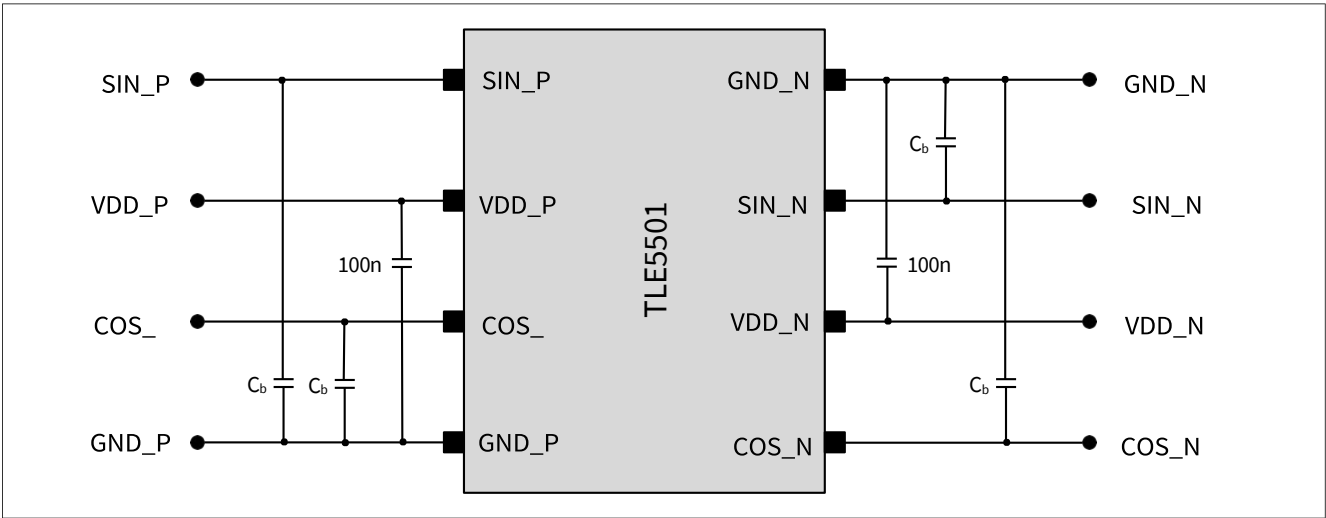 SIN_P
SIN_P
GND_N
GND_N
Cb
VDD_P
VDD_P
SIN_N
SIN_N
TLE5501
100n
100n
COS_
COS_
VDD_N
VDD_N
Cb
Cb
Cb
GND_P
GND_P
COS_N
COS_N